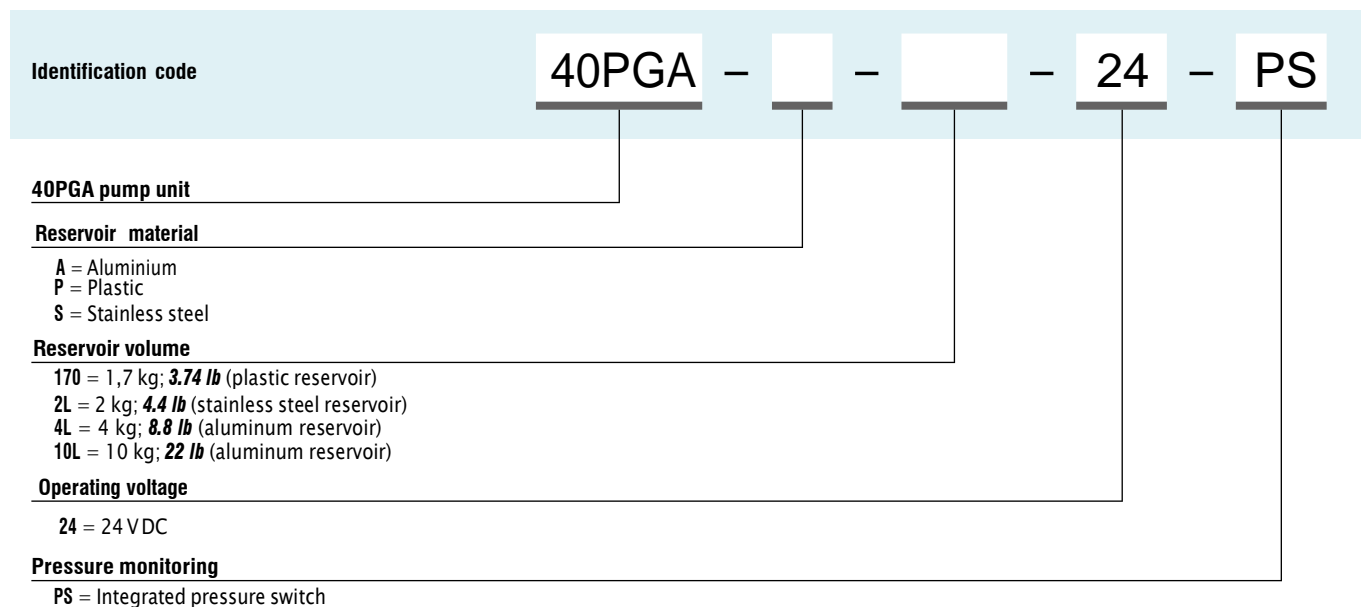 Identification code 40PGA – – – 24 – PS
40PGA pump unit
Reservoir material
A = Aluminium
P = Plastic
S = Stainless steel
Reservoir volume
170 = 1,7 kg; 3.74 lb (plastic reservoir)
2L = 2 kg; 4.4 lb (stainless steel reservoir)
4L = 4 kg; 8.8 lb (aluminum reservoir)
10L = 10 kg; 22 lb (aluminum reservoir)
Operating voltage
24 = 24 VDC
Pressure monitoring
PS = Integrated pressure switch